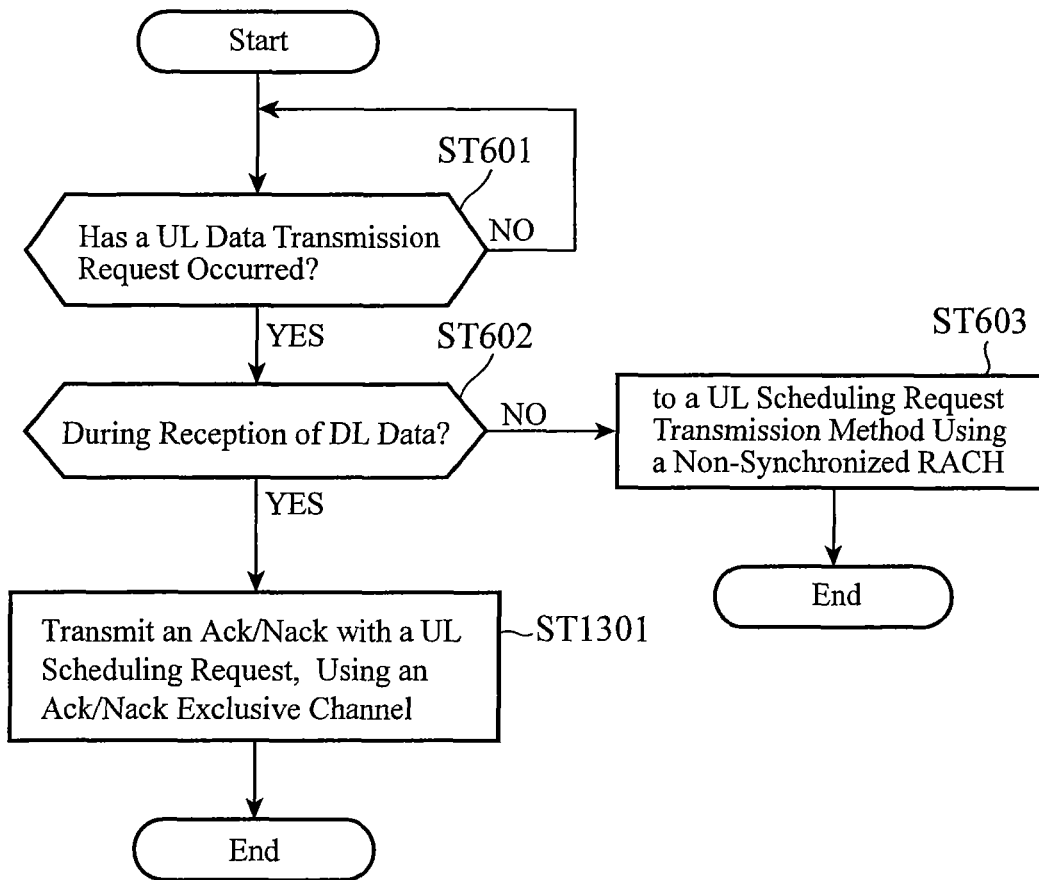 Start
ST601
Has a UL Data Transmission
Request Occurred?
NO
YES
ST602
During Reception of DL Data?
NO
ST603
to a UL Scheduling Request
Transmission Method Using
a Non-Synchronized RACH
YES
End
Transmit an Ack/Nack with a UL
Scheduling Request, Using an
Ack/Nack Exclusive Channel
ST1301
End